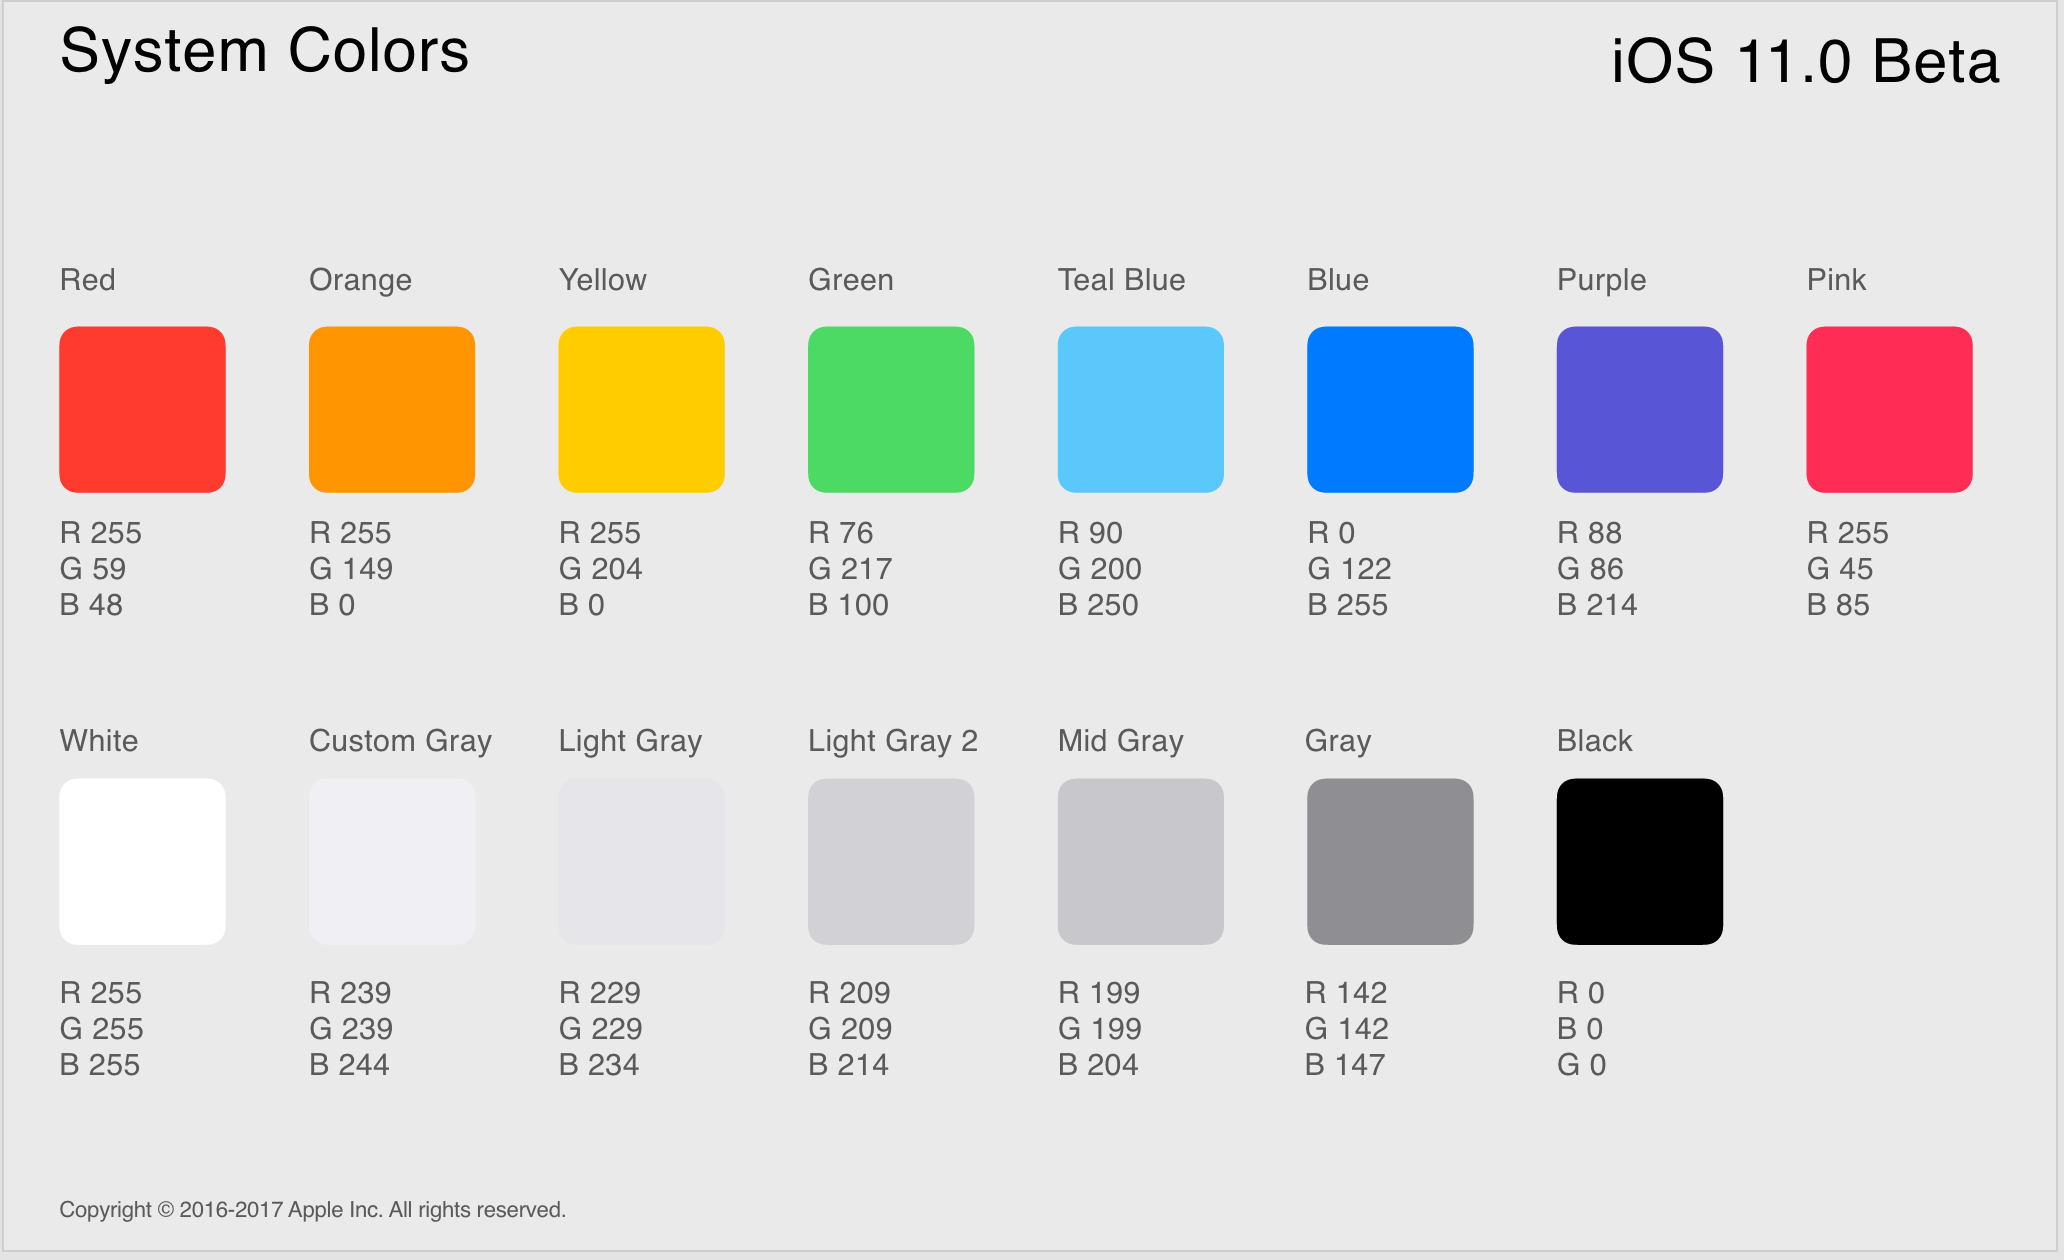 System Colors
iOS 11.0 Beta
Red
Orange
Yellow
Green
Teal Blue
Blue
Purple
Pink
R 255
G 59
B 48
R 255
G 149
B 0
R 255
G 204
B 0
R 76
G 217
B 100
R 90
G 200
B 250
R 0
G 122
B 255
R 88
G 86
B 214
R 255
G 45
B 85
White
Custom Gray
Light Gray
Light Gray 2
Mid Gray
Gray
Black
R 255
G 255
B 255
R 239
G 239
B 244
R 229
G 229
B 234
R 209
G 209
B 214
R 199
G 199
B 204
R 142
G 142
B 147
R 0
B 0
G 0
Copyright © 2016-2017 Apple Inc. All rights reserved.